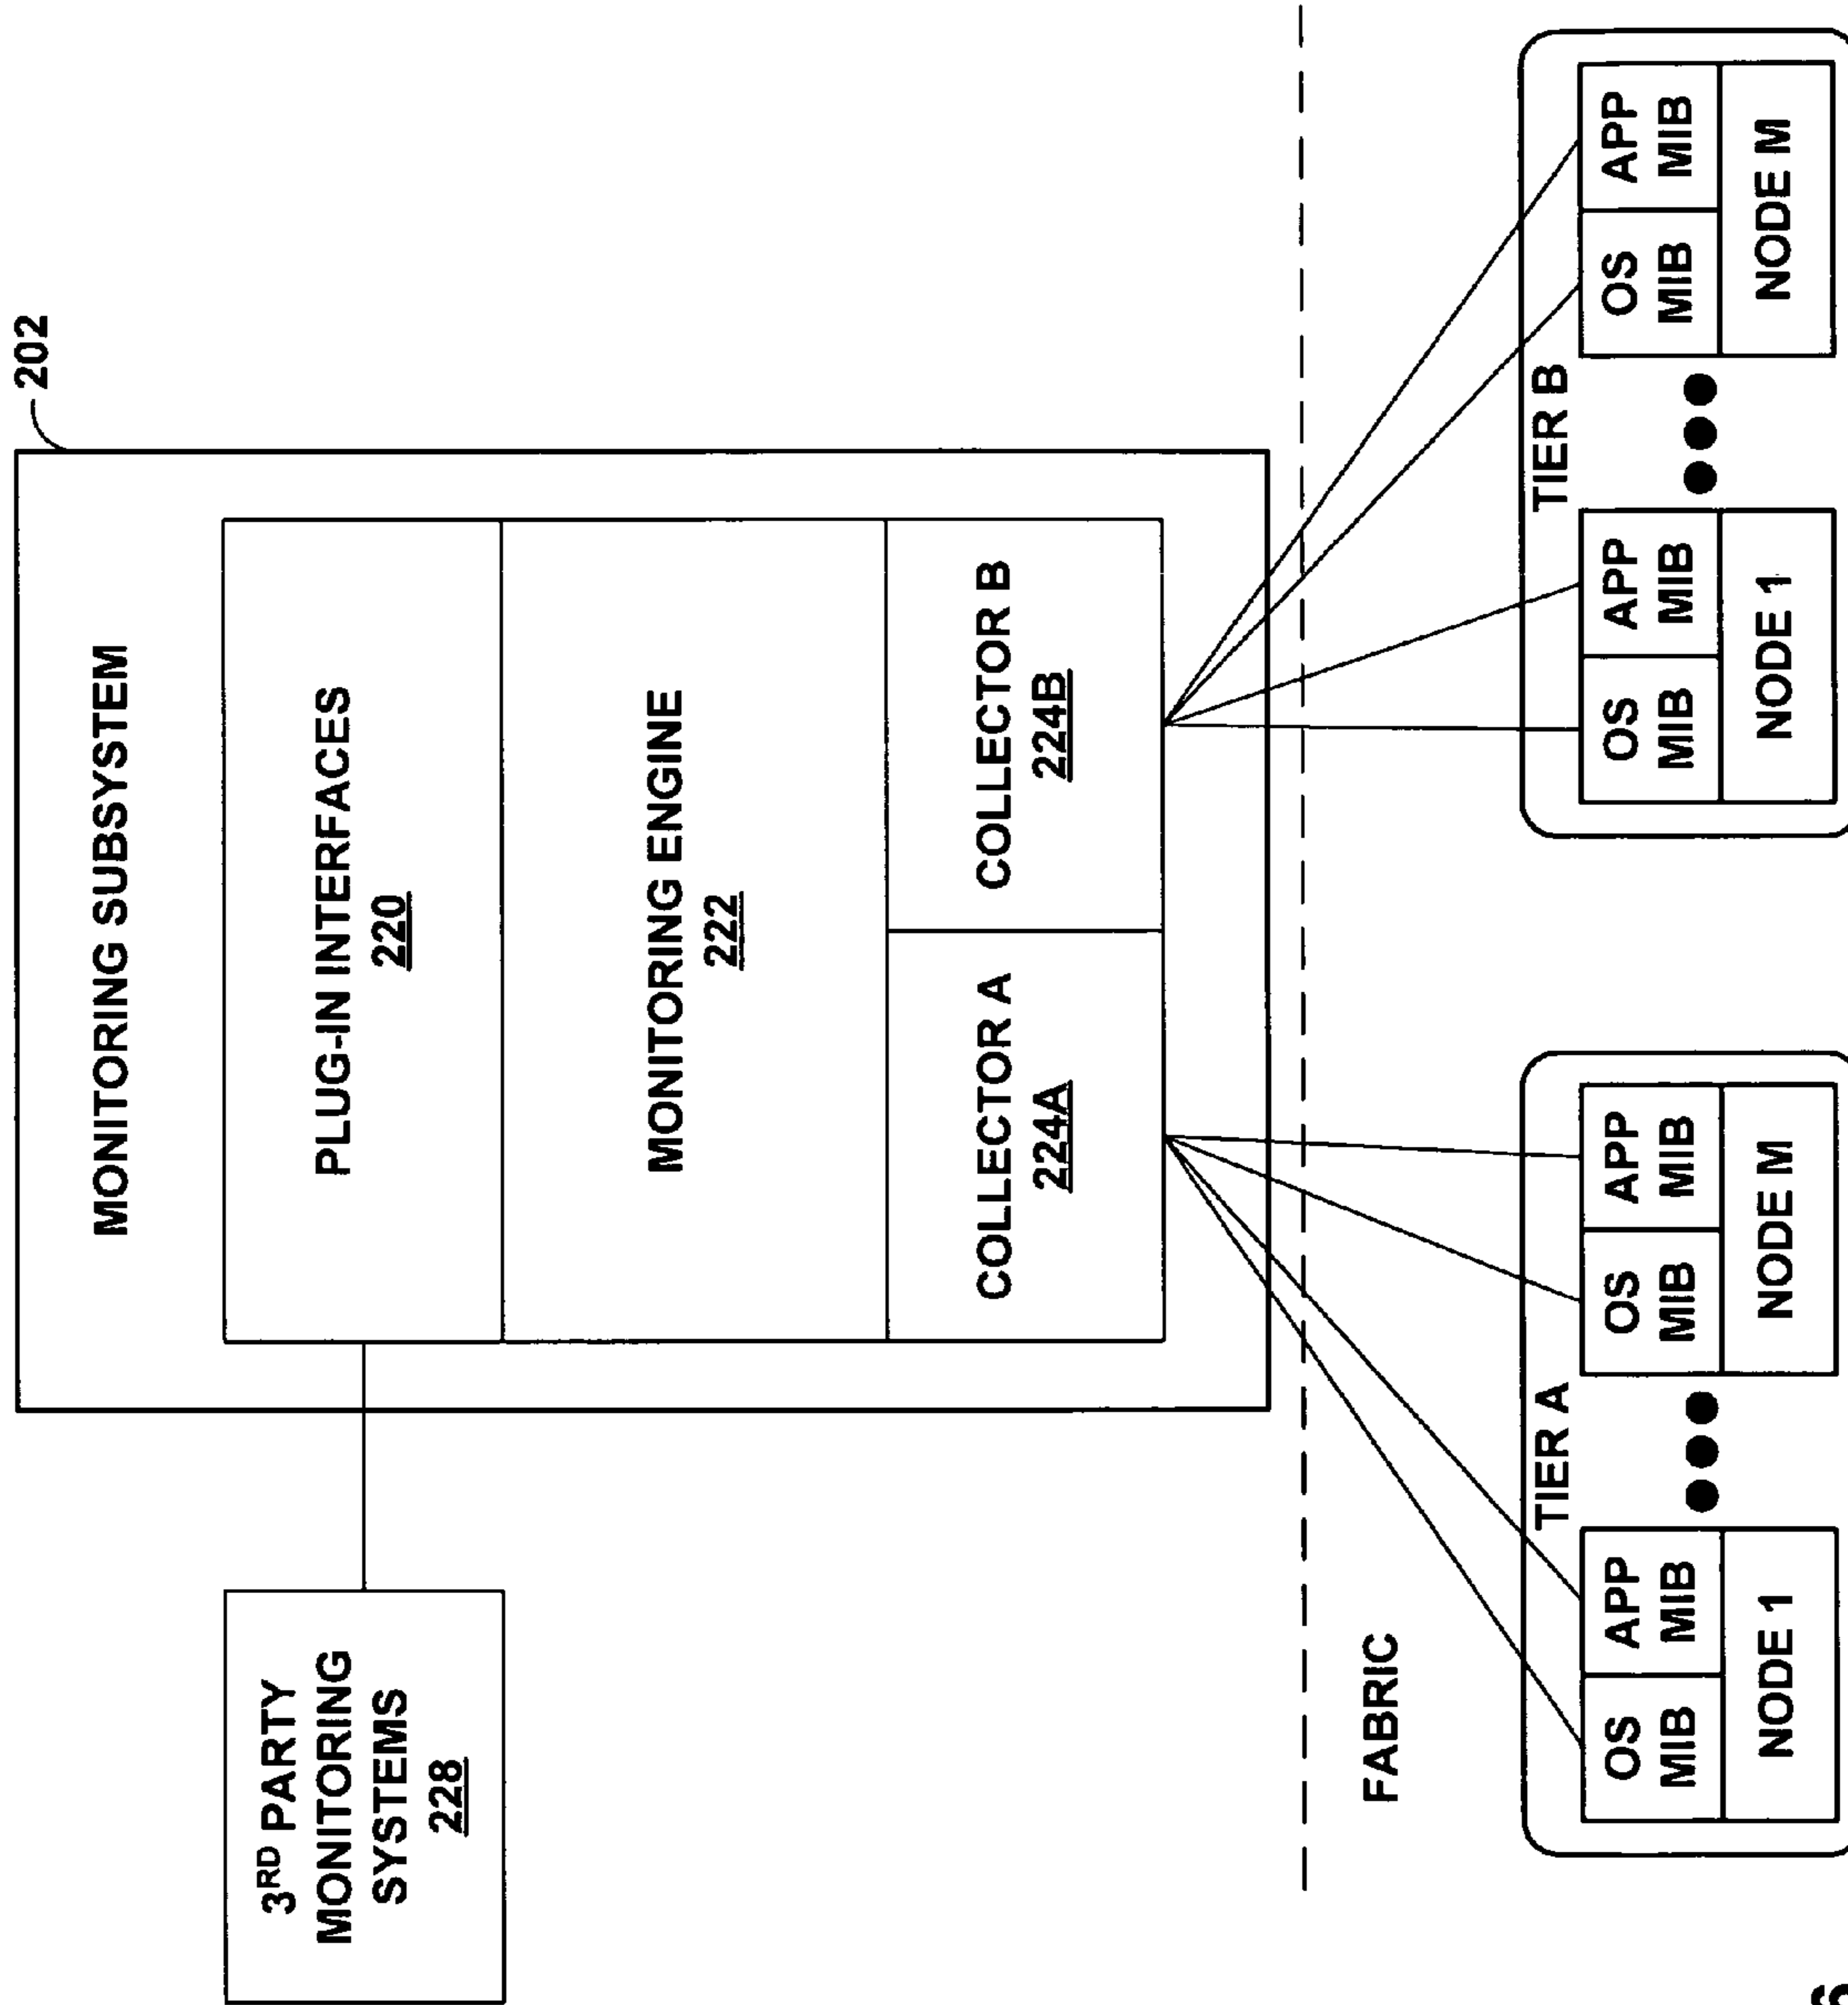 202
MONITORING SUBSYSTEM
3RD PARTY
MONITORING
SYSTEMS
228
PLUG-IN INTERFACES
220
MONITORING ENGINE
222
COLLECTOR A
224A
COLLECTOR B
224B
FABRIC
TIER A
OS
MIB
APP
MIB
NODE 1
OS
MIB
APP
MIB
NODE M
TIER B
OS
MIB
APP
MIB
NODE 1
OS
MIB
APP
MIB
NODE M